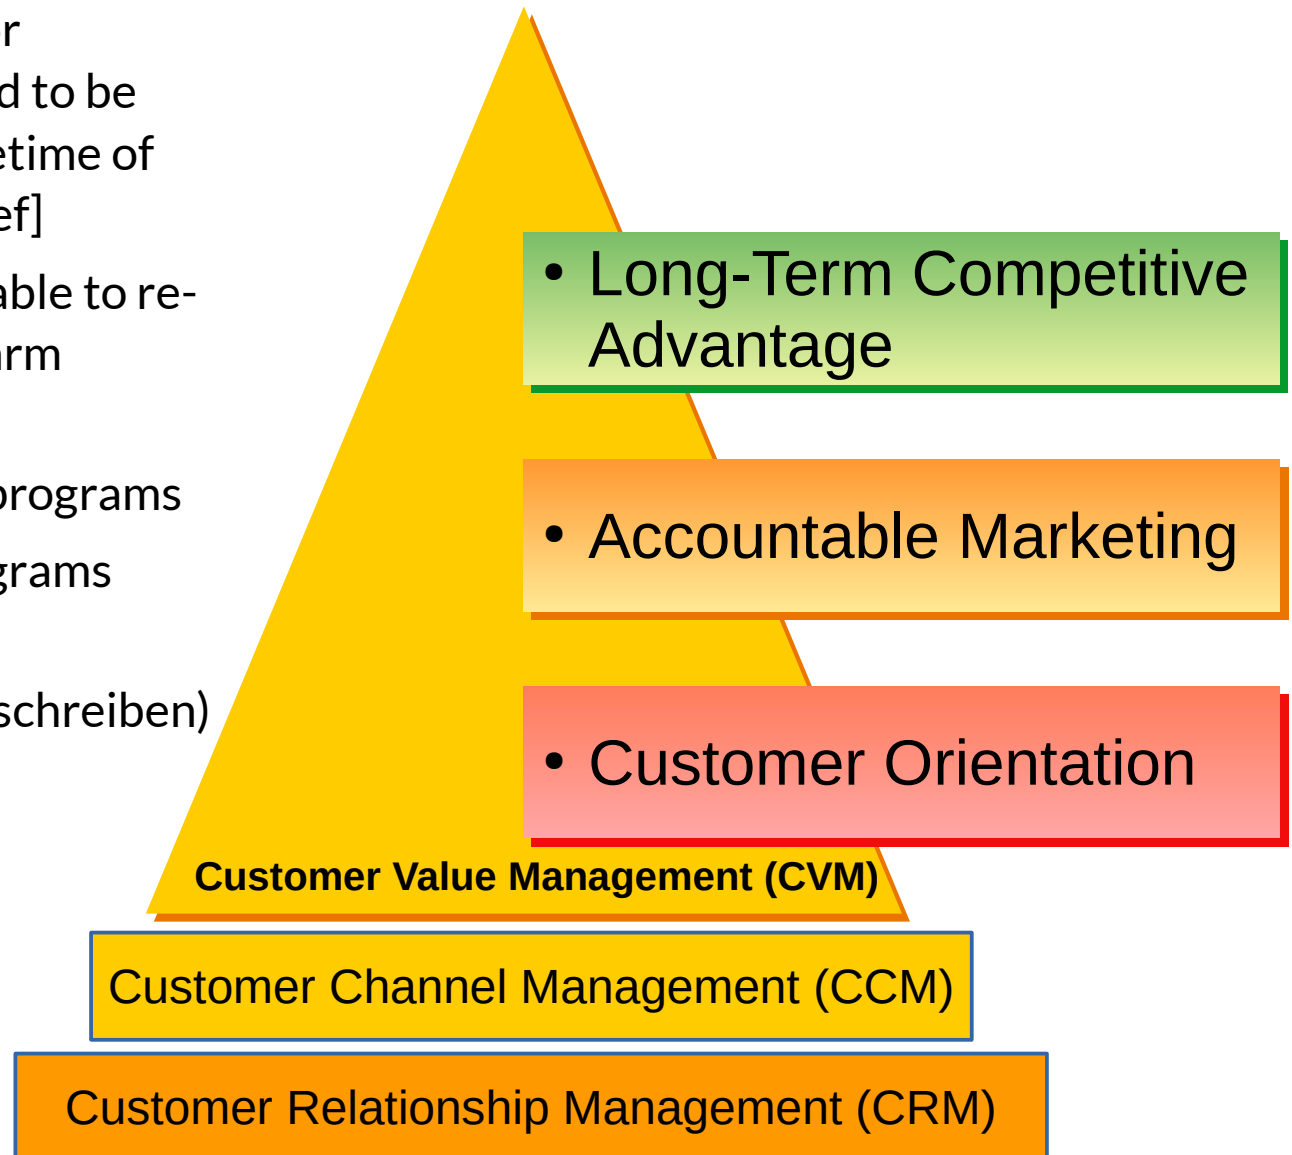 r
d to be
etime of
ef]
able to re-
arm
programs
grams
schreiben)
• Long-Term Competitive
Advantage
• Accountable Marketing
• Customer Orientation
Customer Value Management (CVM)
Customer Channel Management (CCM)
Customer Relationship Management (CRM)